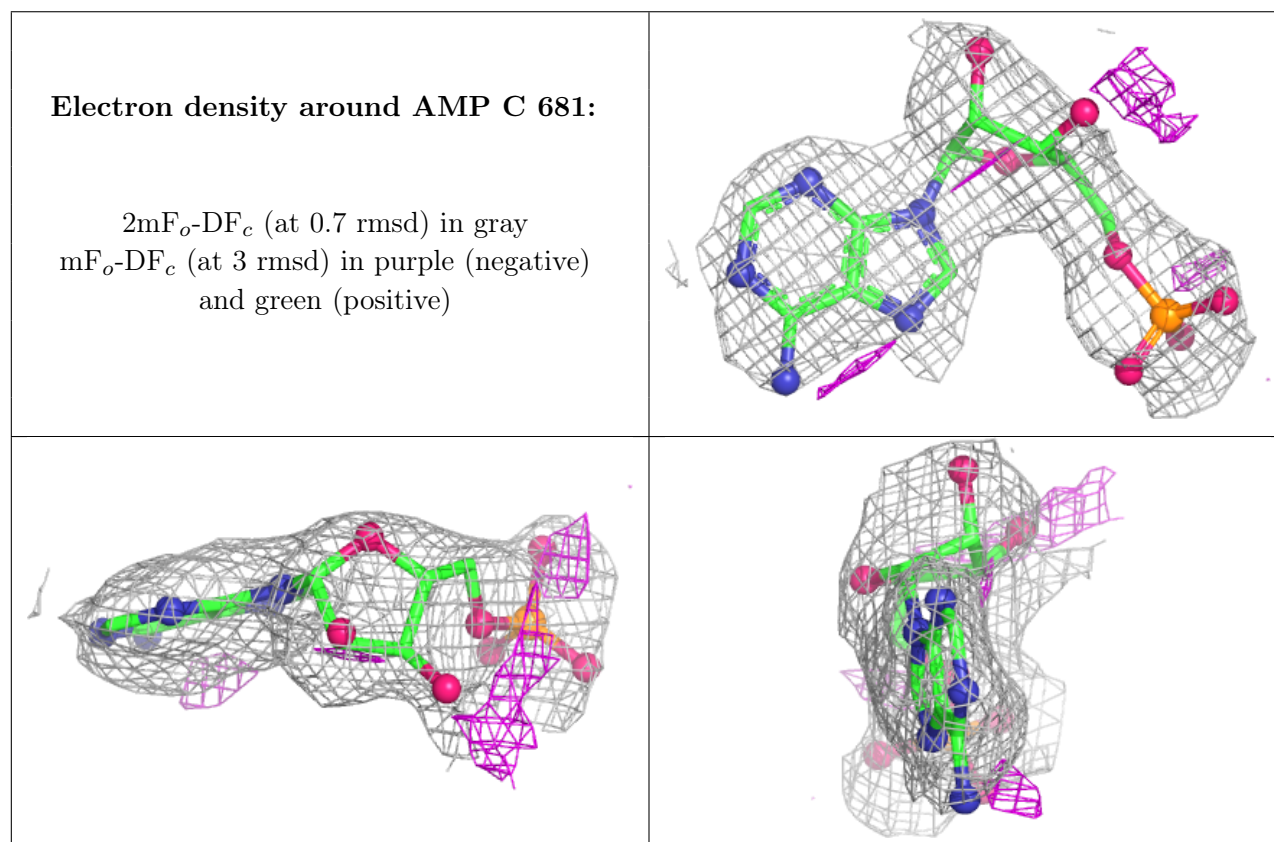 Electron density around AMP C 681:
2mFₒ-DF𝒸 (at 0.7 rmsd) in gray
mFₒ-DF𝒸 (at 3 rmsd) in purple (negative)
and green (positive)